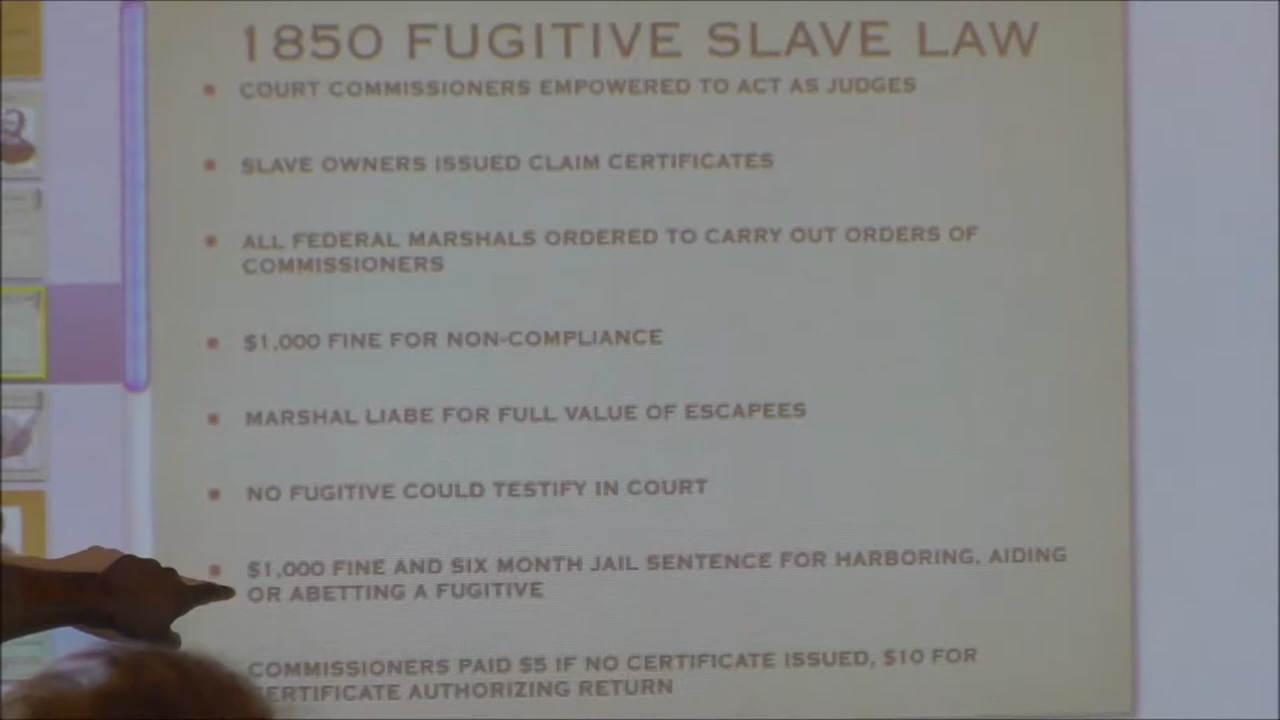 1850 FUGITIVE SLAVE LAW
COURT COMMISSIONERS EMPOWERED TO ACT AS JUDGES
SLAVE OWNERS ISSUED CLAIM CERTIFICATES
ALL FEDERAL MARSHALS ORDERED TO CARRY OUT ORDERS OF
COMMISSIONERS
$1,000 FINE FOR NON-COMPLIANCE
MARSHAL LIABE FOR FULL VALUE OF ESCAPEES
NO FUGITIVE COULD TESTIFY IN COURT
$1,000 FINE AND SIX MONTH JAIL SENTENCE FOR HARBORING, AIDING
OR ABETTING A FUGITIVE
COMMISSIONERS PAID $5 IF NO CERTIFICATE ISSUED, $10 FOR
ERTIFICATE AUTHORIZING RETURN